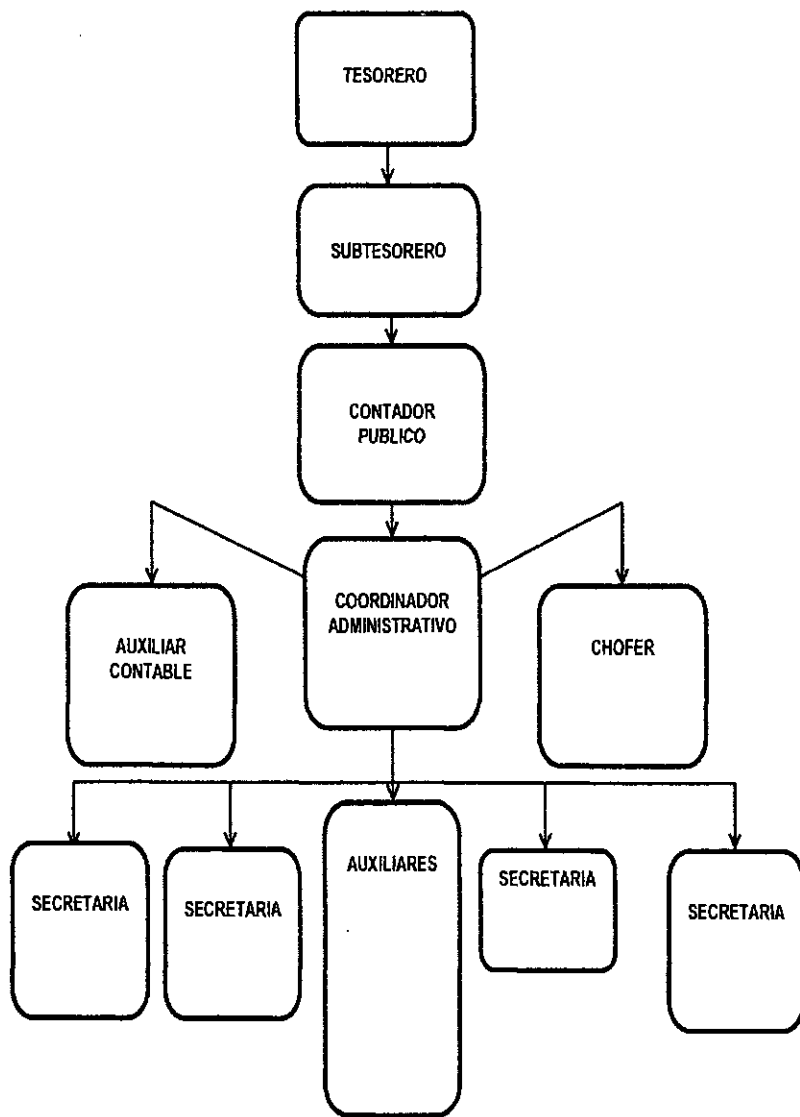 TESORERO
SUBTESORERO
CONTADOR
PUBLICO
COORDINADOR
ADMINISTRATIVO
AUXILIAR
CONTABLE
CHOFER
SECRETARIA
SECRETARIA
AUXILIARES
SECRETARIA
SECRETARIA